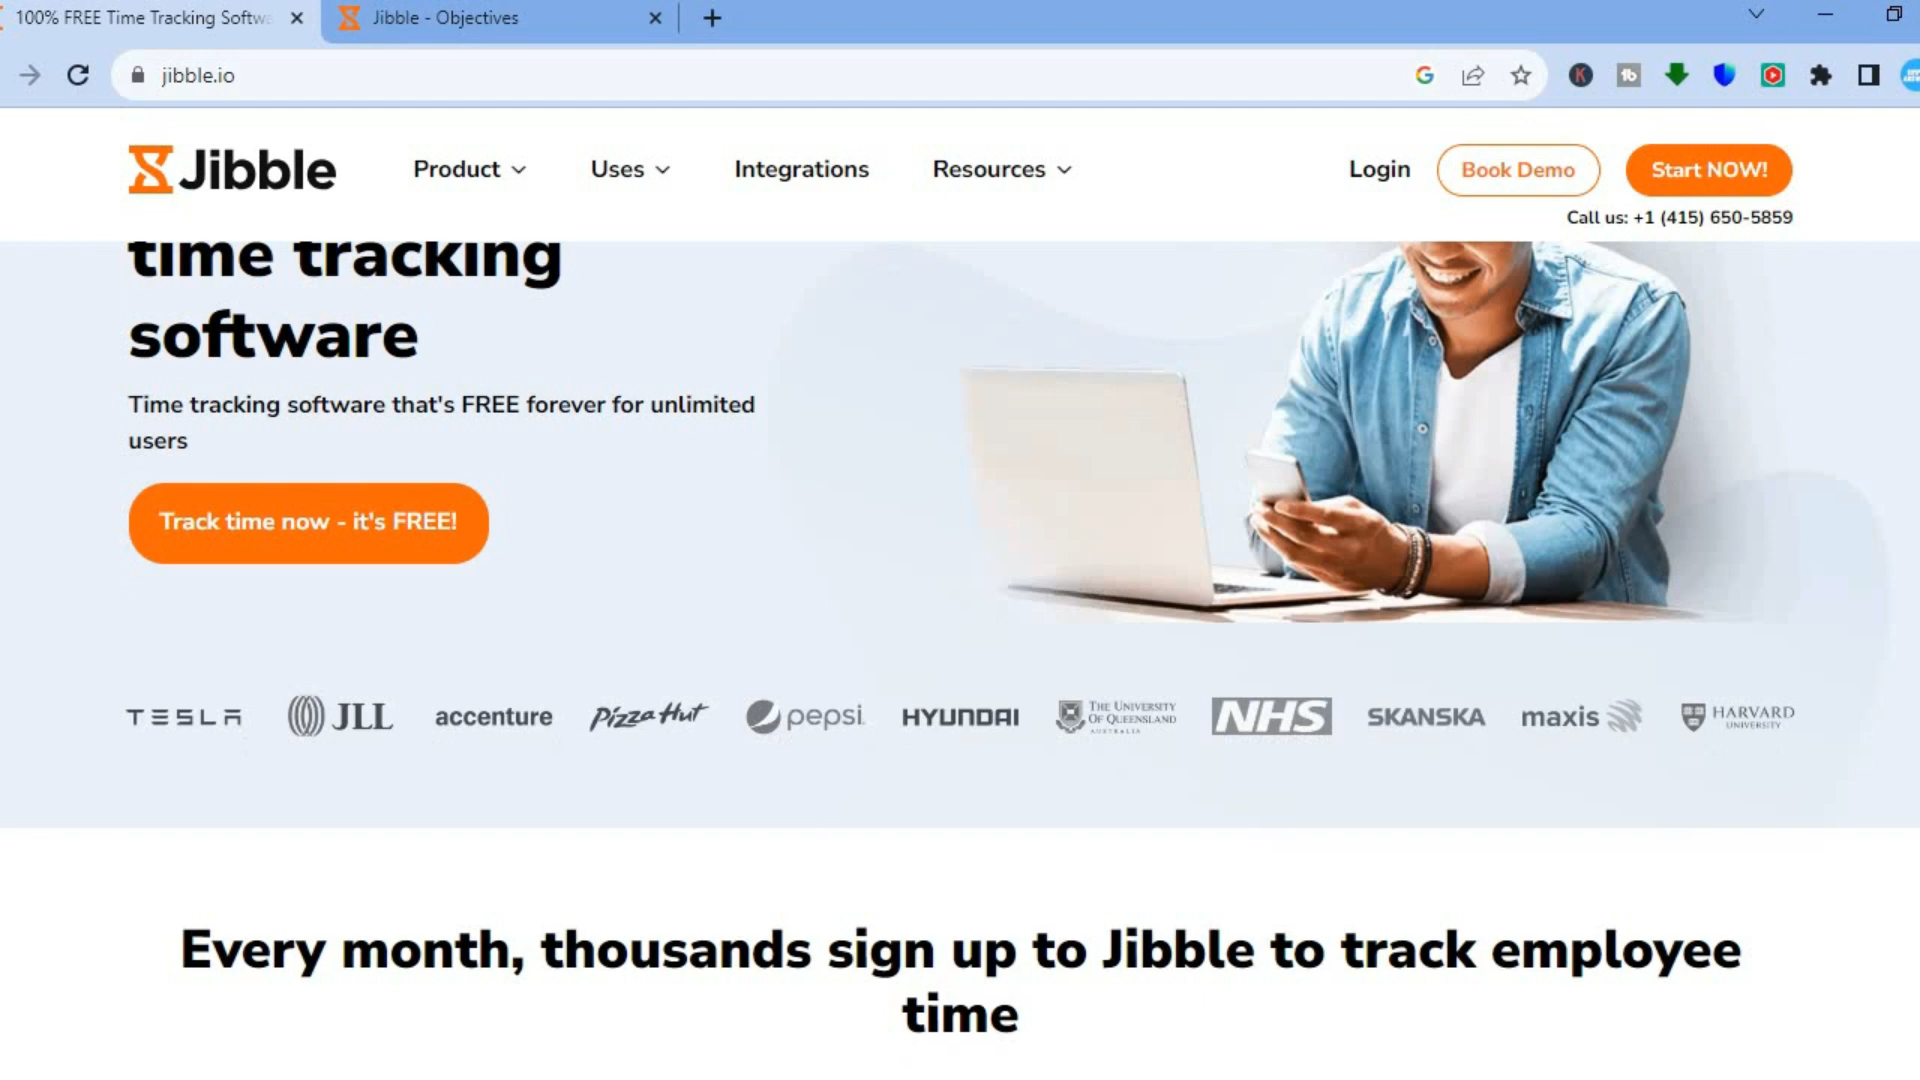 100% FREE Time Tracking Softwa
Jibble - Objectives
jibble.io
Jibble
Product
Uses
Integrations
Resources
Login
Book Demo
Start NOW!
Call us: +1 (415) 650-5859
time tracking
software
Time tracking software that's FREE forever for unlimited
users
Track time now - it's FREE!
TESLA
JLL
accenture
Pizza Hut
pepsi
HYUNDAI
THE UNIVERSITY
OF QUEENSLAND
AUSTRALIA
NHS
SKANSKA
maxis
HARVARD
UNIVERSITY
Every month, thousands sign up to Jibble to track employee
time